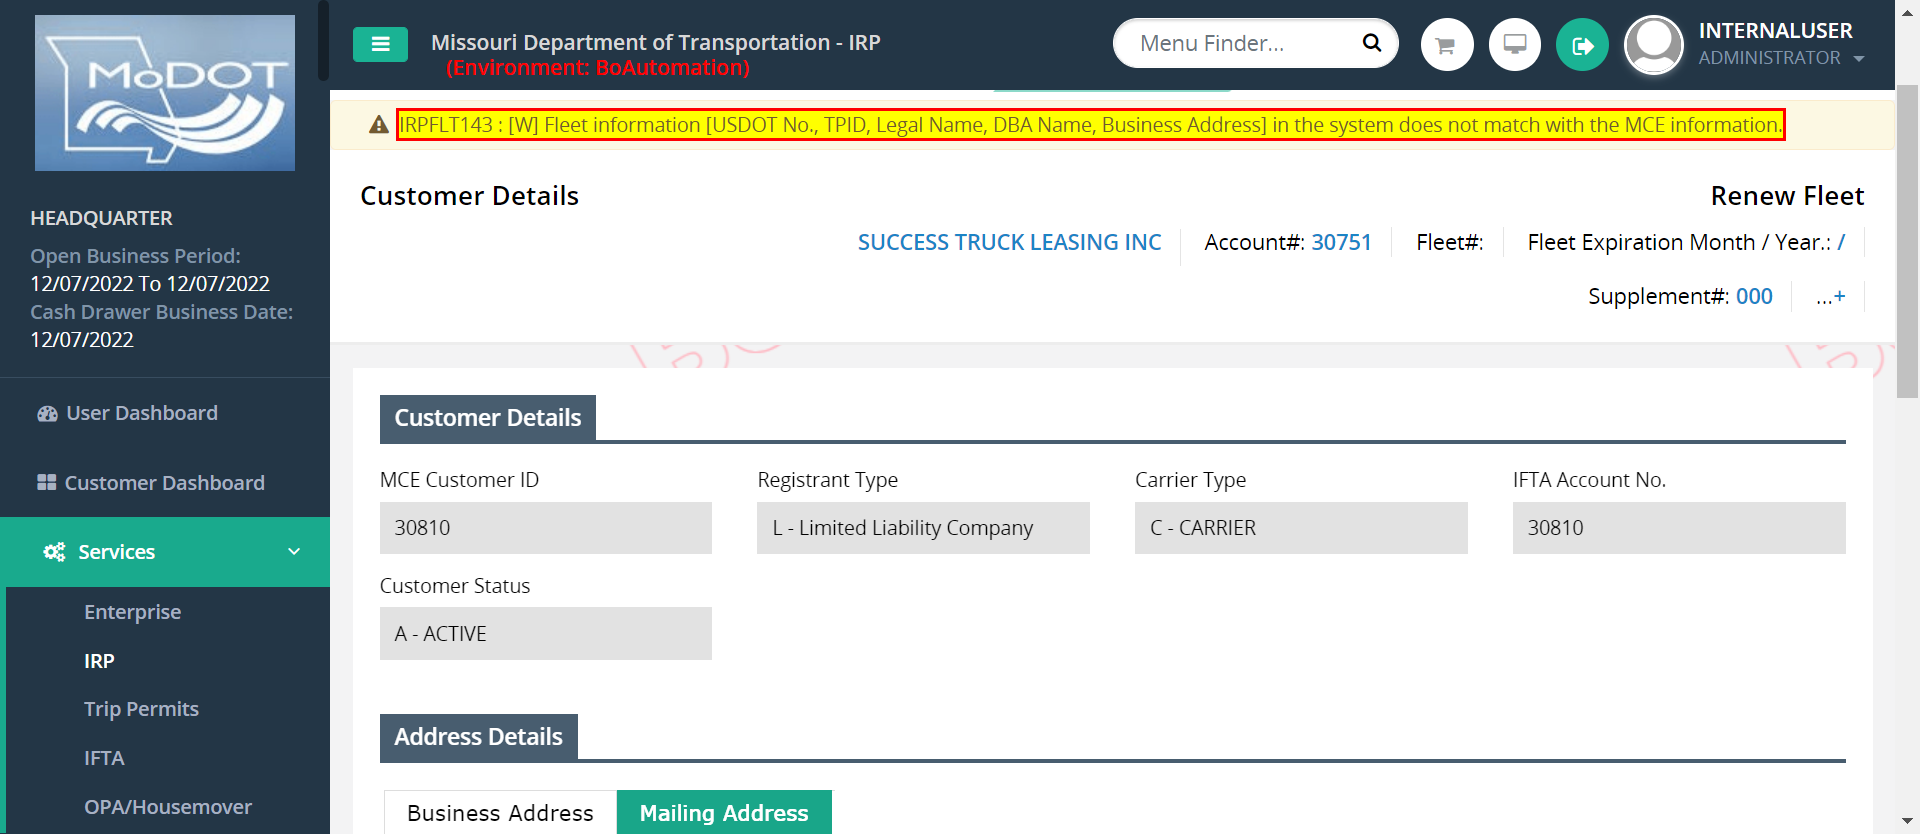 MoDOT
HEADQUARTER
Open Business Period:
12/07/2022 To 12/07/2022
Cash Drawer Business Date:
12/07/2022
User Dashboard
Customer Dashboard
Services
Enterprise
IRP
Trip Permits
IFTA
OPA/Housemover
Missouri Department of Transportation - IRP
(Environment: BoAutomation)
Menu Finder...
INTERNALUSER
ADMINISTRATOR
IRPFLT143 : [W] Fleet information [USDOT No., TPID, Legal Name, DBA Name, Business Address] in the system does not match with the MCE information.
Customer Details
Renew Fleet
SUCCESS TRUCK LEASING INC
Account#: 30751
Fleet#:
Fleet Expiration Month / Year.: /
Supplement#: 000
...+
Customer Details
MCE Customer ID
30810
Registrant Type
L - Limited Liability Company
Carrier Type
C - CARRIER
IFTA Account No.
30810
Customer Status
A - ACTIVE
Address Details
Business Address
Mailing Address